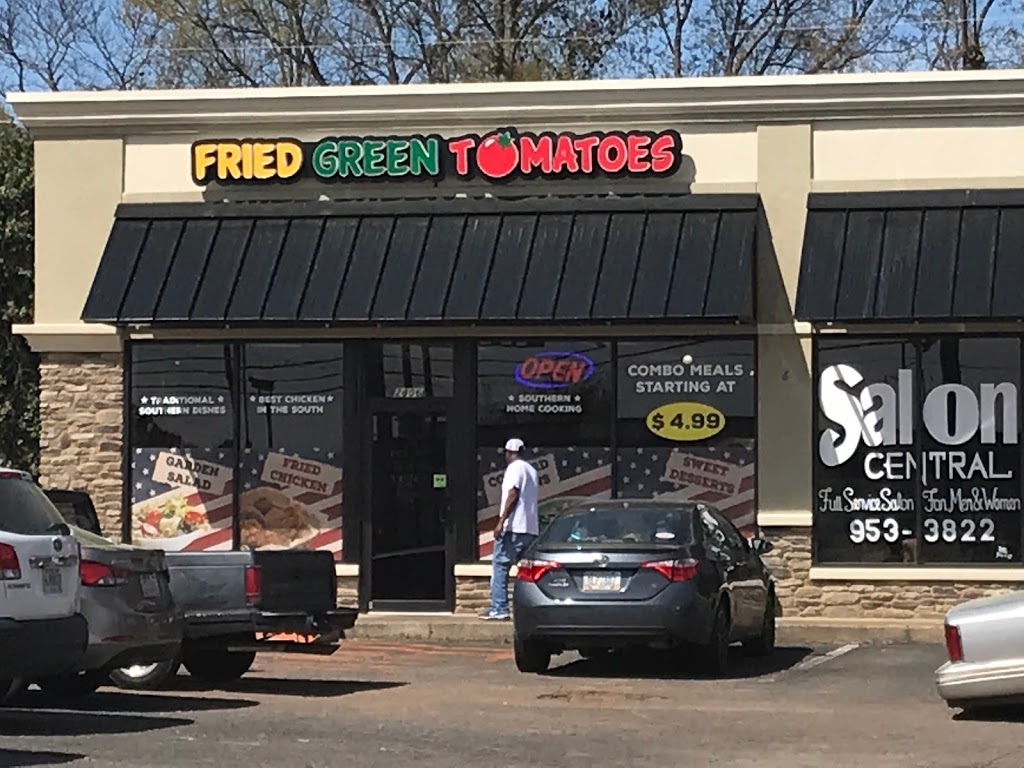 FRIED GREEN TOMATOES
★ TRADITIONAL ★
SOUTHERN DISHES
★ BEST CHICKEN ★
IN THE SOUTH
GARDEN
SALAD
FRIED
CHICKEN
OPEN
★ SOUTHERN ★
HOME COOKING
COMBO MEALS
STARTING AT
$ 4.99
SWEET
DESSERTS
Salon
CENTRAL
Full Service Salon For Men & Women
953-3822